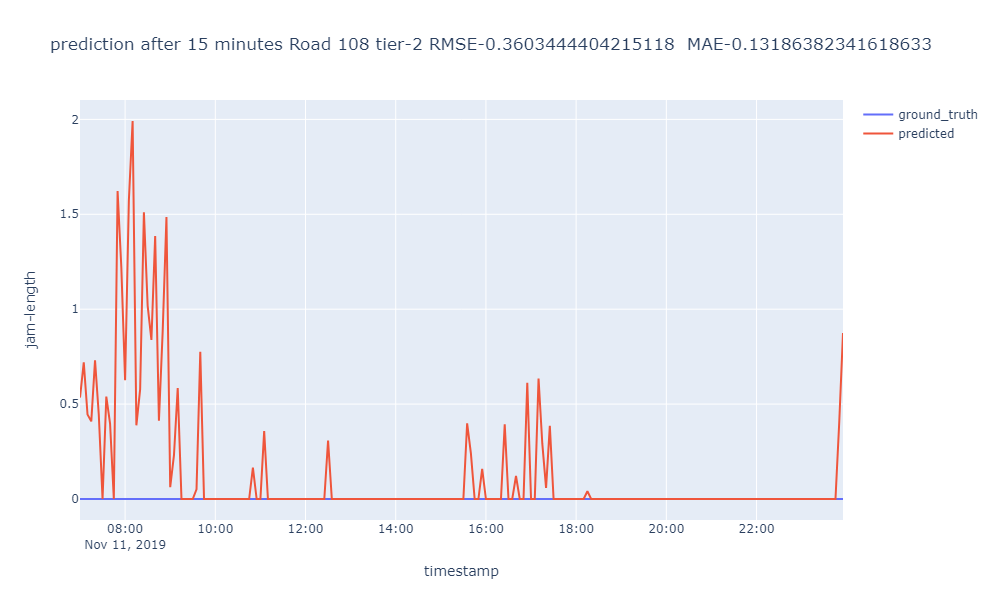 prediction after 15 minutes Road 108 tier-2 RMSE-0.3603444404215118  MAE-0.13186382341618633
ground_truth
predicted
2
1.5
1
0.5
0
jam-length
08:00 10:00 12:00 14:00 16:00 18:00 20:00 22:00
Nov 11, 2019
timestamp